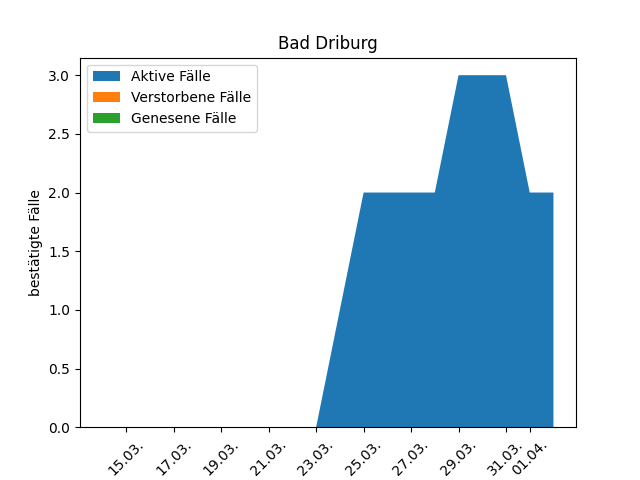 Bad Driburg
Aktive Fälle
Verstorbene Fälle
Genesene Fälle
bestätigte Fälle
3.0
2.5
2.0
1.5
1.0
0.5
0.0
15.03. 17.03. 19.03. 21.03. 23.03. 25.03. 27.03. 29.03. 31.03. 01.04.